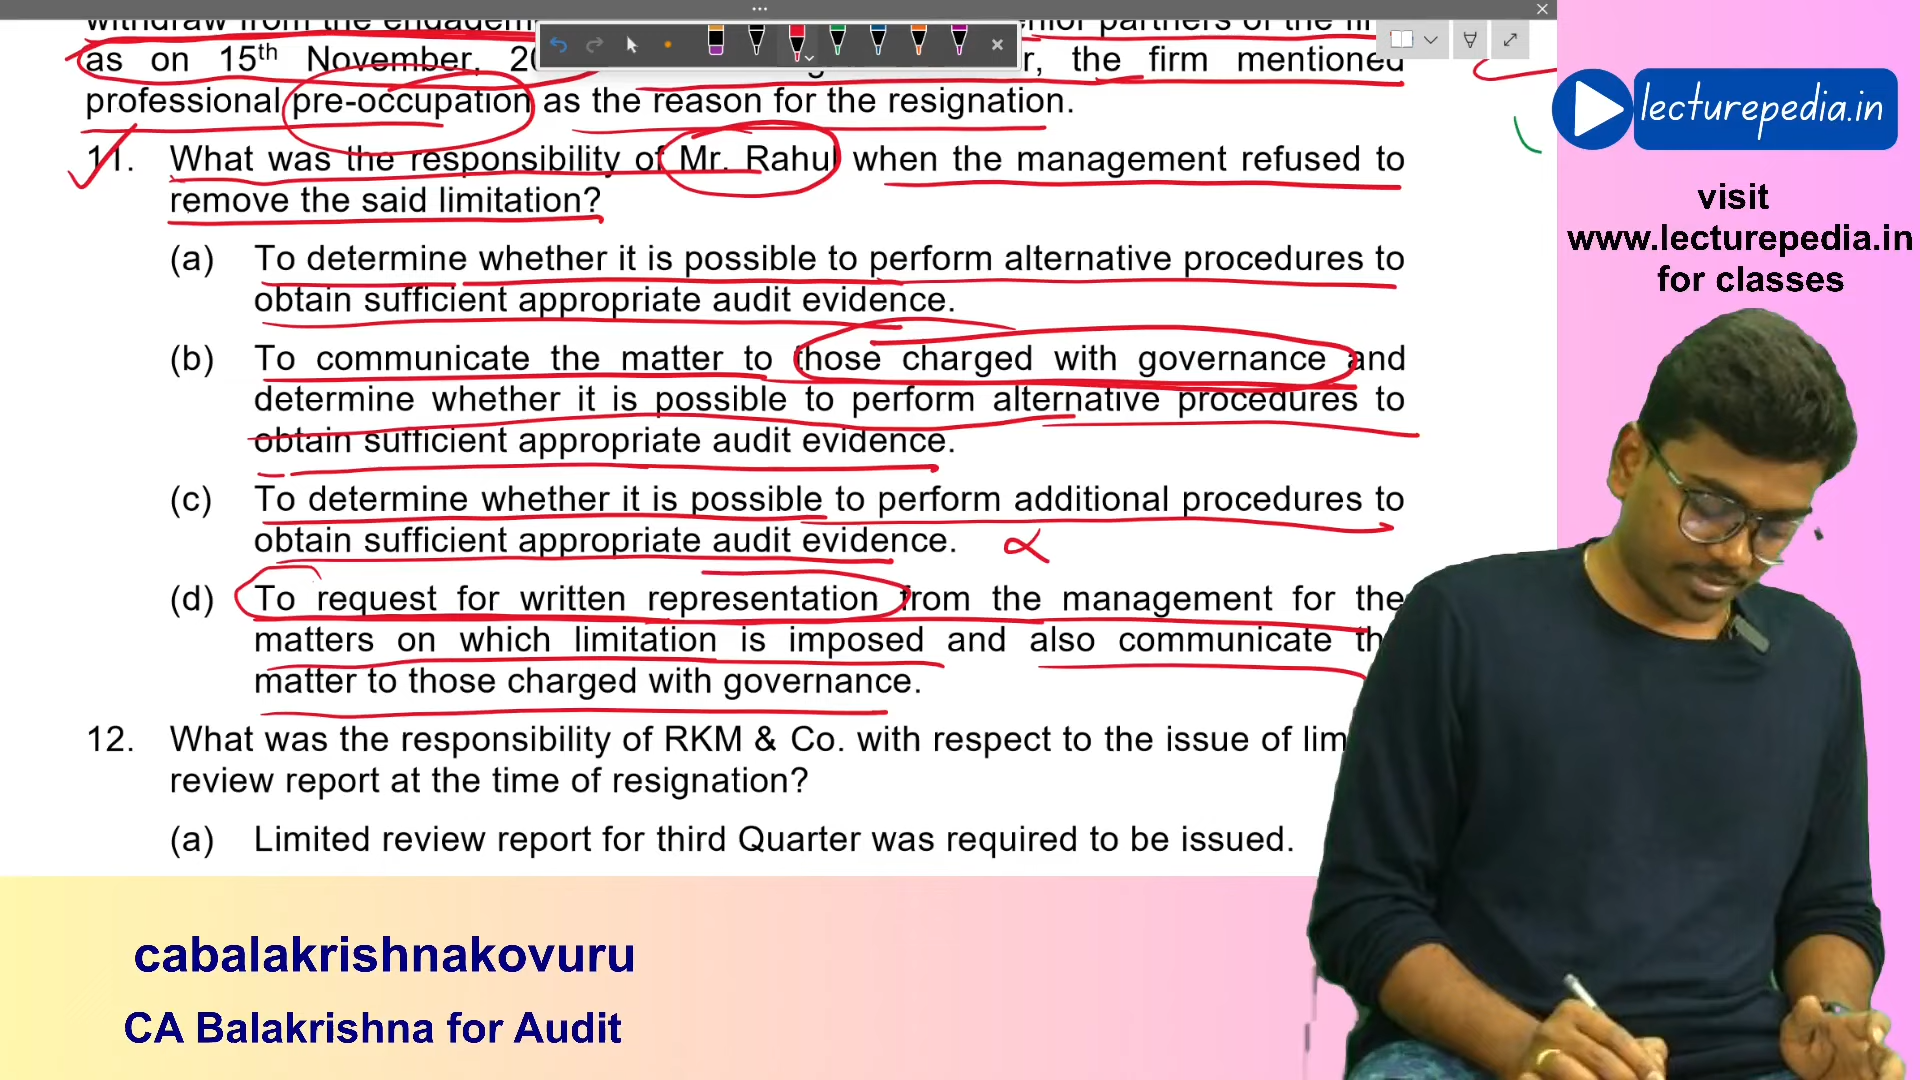 withdraw from the engagem
as on 15th November, 20 r, the firm mentioned
professional pre-occupation as the reason for the resignation.
11. What was the responsibility of Mr. Rahul when the management refused to
remove the said limitation?
(a) To determine whether it is possible to perform alternative procedures to
obtain sufficient appropriate audit evidence.
(b) To communicate the matter to those charged with governance and
determine whether it is possible to perform alternative procedures to
obtain sufficient appropriate audit evidence.
(c) To determine whether it is possible to perform additional procedures to
obtain sufficient appropriate audit evidence.
(d) To request for written representation from the management for the
matters on which limitation is imposed and also communicate th
matter to those charged with governance.
12. What was the responsibility of RKM & Co. with respect to the issue of lim
review report at the time of resignation?
(a) Limited review report for third Quarter was required to be issued.
lecturepedia.in
visit
www.lecturepedia.in
for classes
cabalakrishnakovuru
CA Balakrishna for Audit